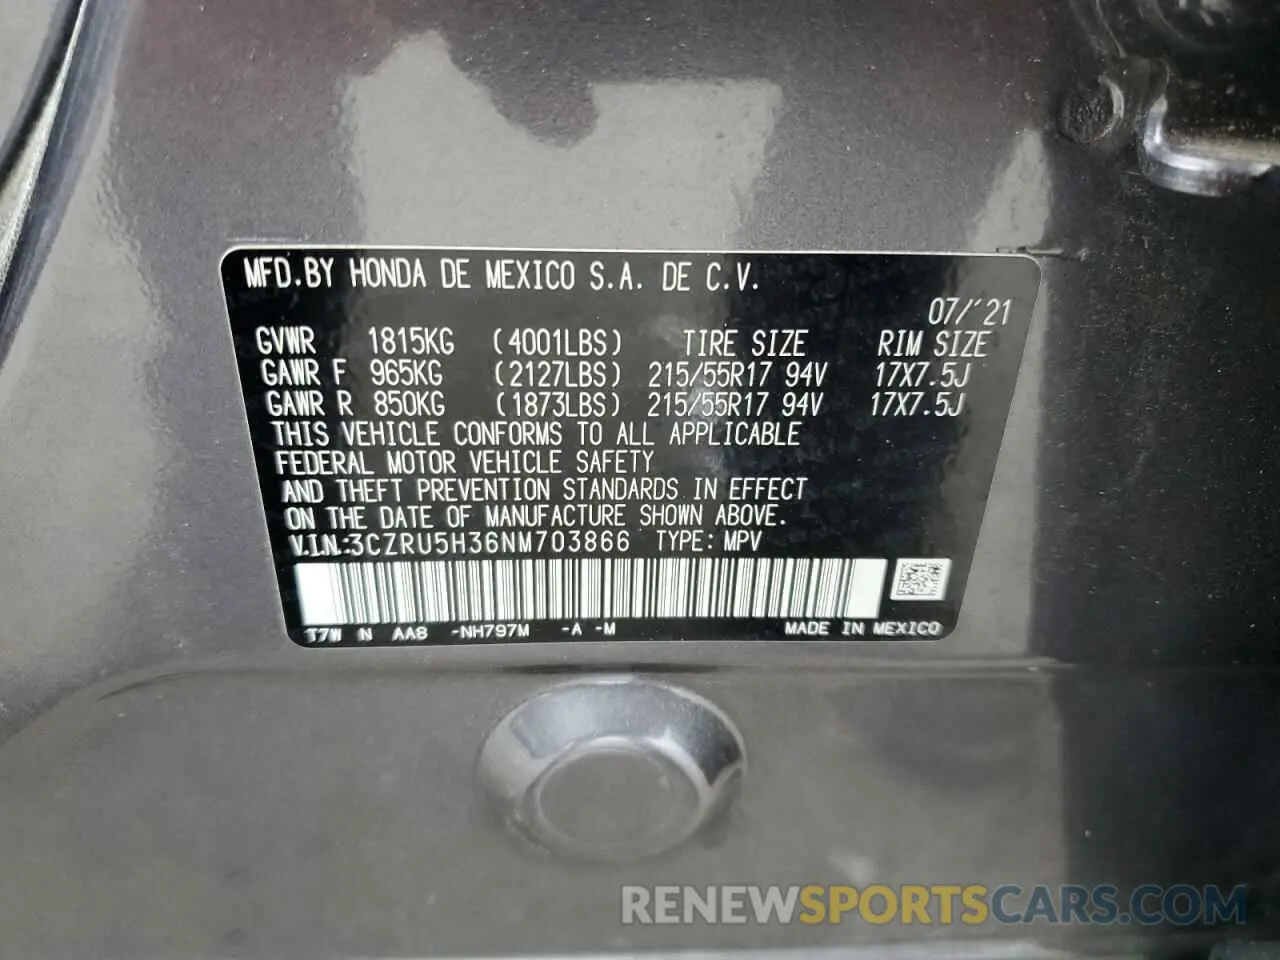 MFD.BY HONDA DE MEXICO S.A. DE C.V.
07/'21
GVWR 1815KG (4001LBS) TIRE SIZE RIM SIZE
GAWR F 965KG (2127LBS) 215/55R17 94V 17X7.5J
GAWR R 850KG (1873LBS) 215/55R17 94V 17X7.5J
THIS VEHICLE CONFORMS TO ALL APPLICABLE
FEDERAL MOTOR VEHICLE SAFETY
AND THEFT PREVENTION STANDARDS IN EFFECT
ON THE DATE OF MANUFACTURE SHOWN ABOVE.
V.I.N.:3CZRU5H36NM703866 TYPE: MPV
T7W N AA8 -NH797M -A -M MADE IN MEXICO
RENEWSPORTSCARS.COM